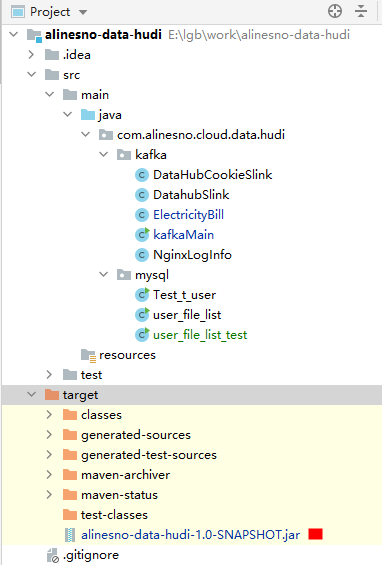 Project
alinesno-data-hudi E:\lgb\work\alinesno-data-hudi
.idea
src
main
java
com.alinesno.cloud.data.hudi
kafka
DataHubCookieSlink
DatahubSlink
ElectricityBill
kafkaMain
NginxLogInfo
mysql
Test_t_user
user_file_list
user_file_list_test
resources
test
target
classes
generated-sources
generated-test-sources
maven-archiver
maven-status
test-classes
alinesno-data-hudi-1.0-SNAPSHOT.jar
.gitignore